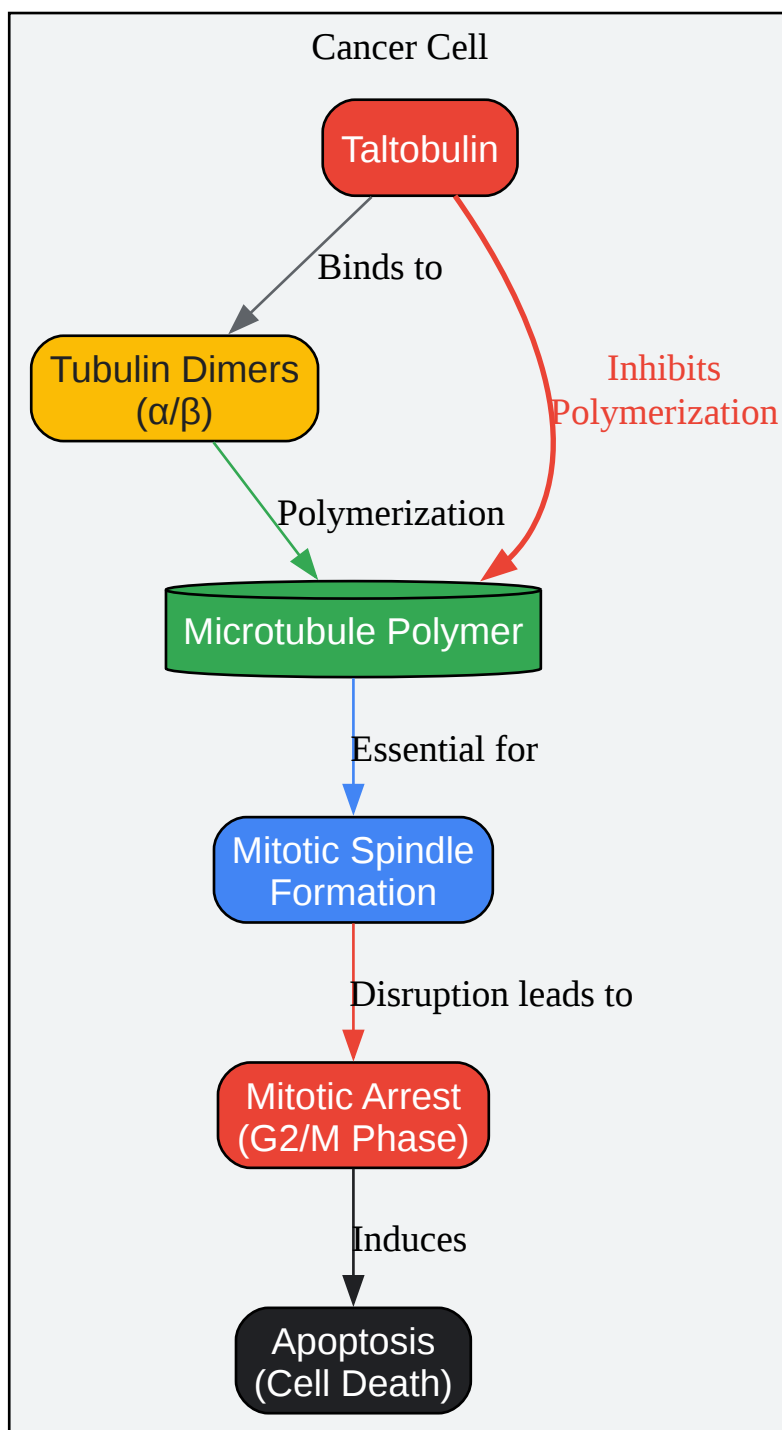 Cancer Cell
Taltobulin
Binds to
Tubulin Dimers
(α/β)
Inhibits
Polymerization
Polymerization
Microtubule Polymer
Essential for
Mitotic Spindle
Formation
Disruption leads to
Mitotic Arrest
(G2/M Phase)
Induces
Apoptosis
(Cell Death)